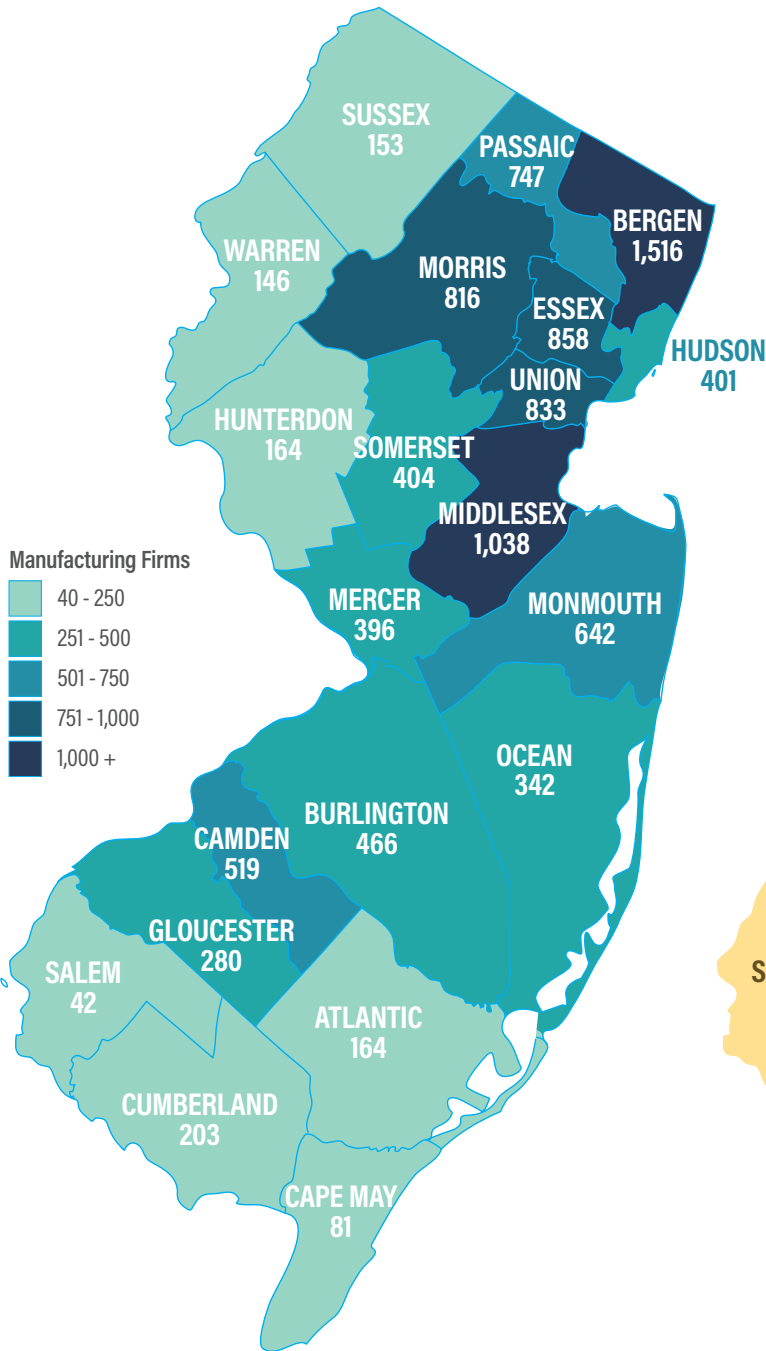 SUSSEX
153
PASSAIC
747
BERGEN
1,516
WARREN
146
MORRIS
816
ESSEX
858
HUDSON
401
UNION
833
HUNTERDON
164
SOMERSET
404
MIDDLESEX
1,038
Manufacturing Firms
40 - 250
251 - 500
501 - 750
751 - 1,000
1,000 +
MERCER
396
MONMOUTH
642
OCEAN
342
BURLINGTON
466
CAMDEN
519
GLOUCESTER
280
SALEM
42
S
ATLANTIC
164
CUMBERLAND
203
CAPE MAY
81